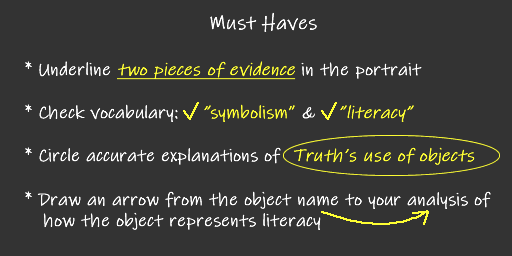 Must Haves
* Underline two pieces of evidence in the portrait
* Check vocabulary: ✓ "symbolism" & ✓ "literacy"
* Circle accurate explanations of Truth's use of objects
* Draw an arrow from the object name to your analysis of
how the object represents literacy